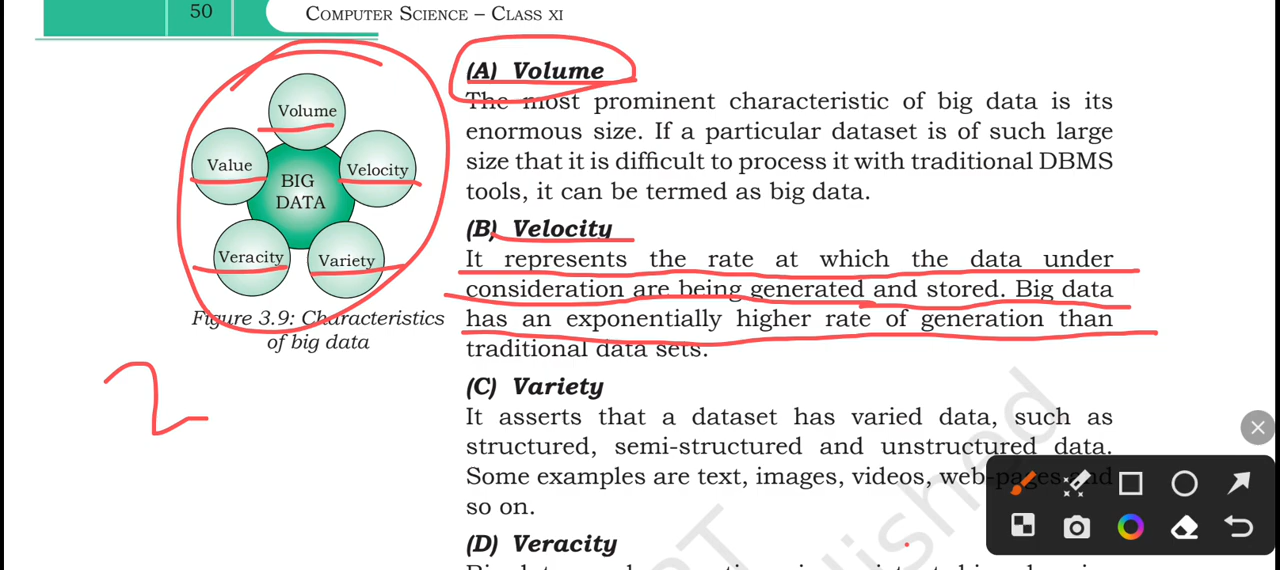 50
COMPUTER SCIENCE – CLASS XI
Volume
Value
Velocity
BIG
DATA
Veracity
Variety
Figure 3.9: Characteristics
of big data
2
(A) Volume
The most prominent characteristic of big data is its
enormous size. If a particular dataset is of such large
size that it is difficult to process it with traditional DBMS
tools, it can be termed as big data.
(B) Velocity
It represents the rate at which the data under
consideration are being generated and stored. Big data
has an exponentially higher rate of generation than
traditional data sets.
(C) Variety
It asserts that a dataset has varied data, such as
structured, semi-structured and unstructured data.
Some examples are text, images, videos, web-pages and
so on.
(D) Veracity